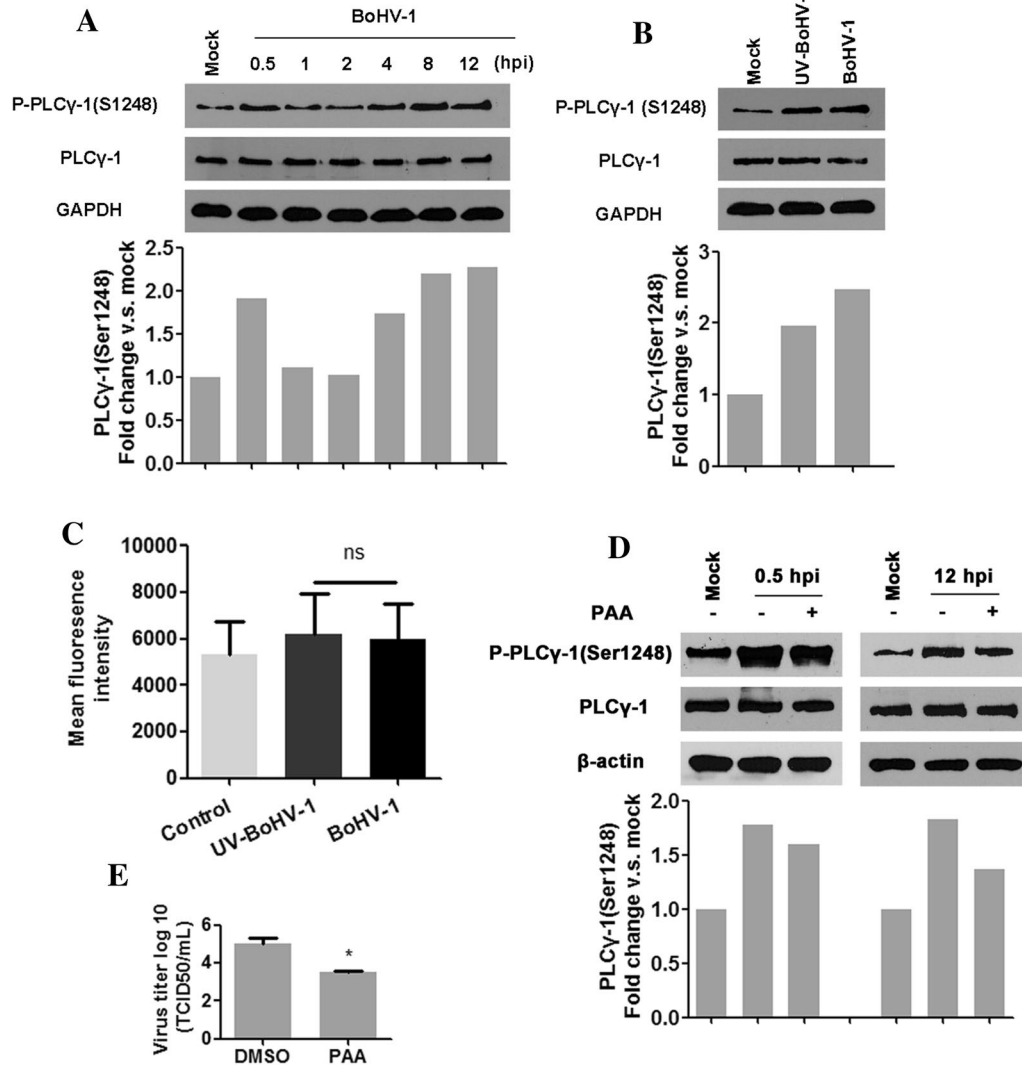 A
BoHV-1
Mock 0.5 1 2 4 8 12 (hpi)
P-PLCγ-1(S1248)
PLCγ-1
GAPDH
PLCγ-1(Ser1248)
Fold change v.s. mock
2.5
2.0
1.5
1.0
0.5
0.0
B
Mock UV-BoHV- BoHV-1
P-PLCγ-1 (S1248)
PLCγ-1
GAPDH
PLCγ-1(Ser1248)
Fold change v.s. mock
3
2
1
0
C
Mean fluoresence
intensity
10000
8000
6000
4000
2000
0
ns
Control UV-BoHV-1 BoHV-1
D
Mock 0.5 hpi Mock 12 hpi
PAA - - + - - +
P-PLCγ-1(Ser1248)
PLCγ-1
β-actin
PLCγ-1(Ser1248)
Fold change v.s. mock
2.0
1.5
1.0
0.5
0.0
E
Virus titer log 10
(TCID50/mL)
6
4
2
0
*
DMSO PAA